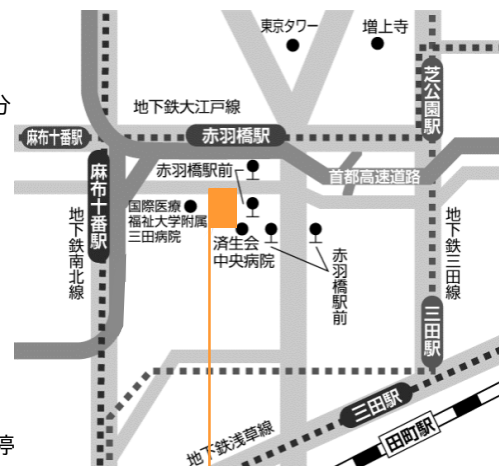 東京タワー
増上寺
分
地下鉄大江戸線
芝公園駅
麻布十番駅
赤羽橋駅
麻布十番駅
赤羽橋駅前
首都高速道路
国際医療
福祉大学附属
三田病院
済生会
中央病院
赤羽橋駅前
地下鉄南北線
地下鉄三田線
三田駅
三田駅
田町駅
地下鉄浅草線
停